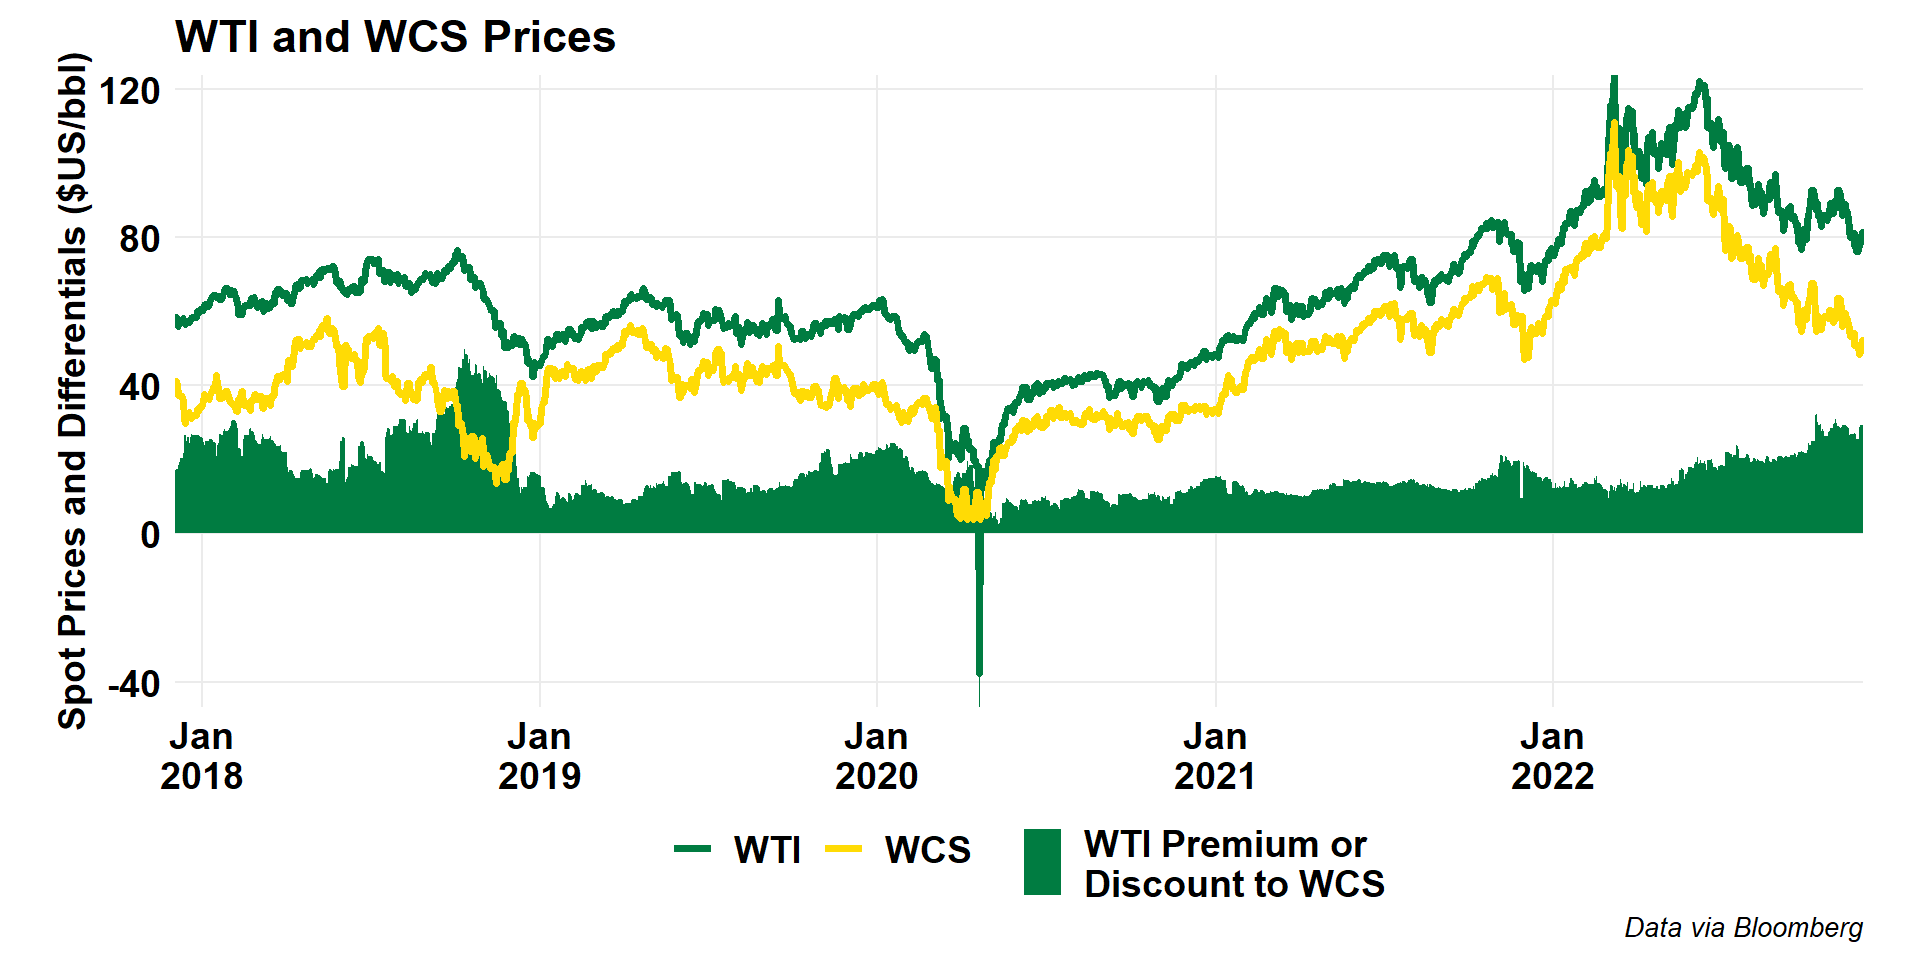 WTI and WCS Prices
Spot Prices and Differentials ($US/bbl)
120
80
40
0
-40
Jan
2018
Jan
2019
Jan
2020
Jan
2021
Jan
2022
WTI
WCS
WTI Premium or
Discount to WCS
Data via Bloomberg